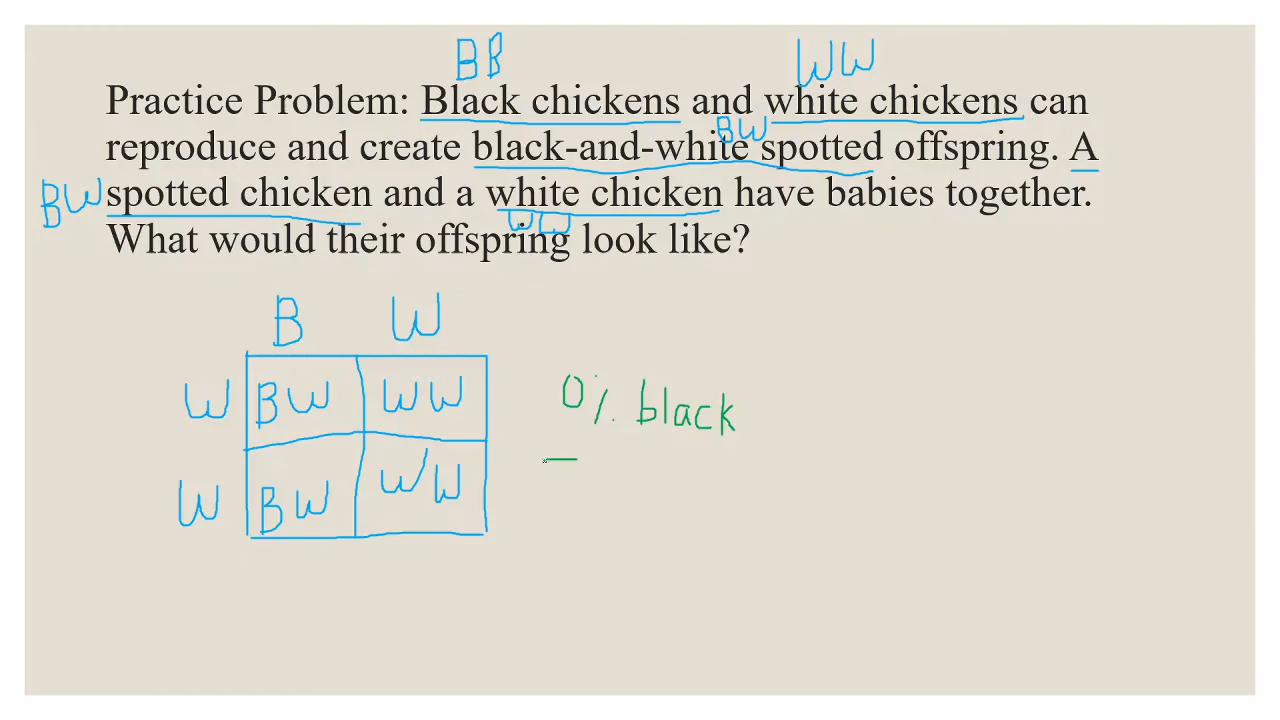 BB WW
Practice Problem: Black chickens and white chickens can
BW
reproduce and create black-and-white spotted offspring. A
BW spotted chicken and a white chicken have babies together.
WW
What would their offspring look like?
B W
W BW WW
0% black
W BW WW